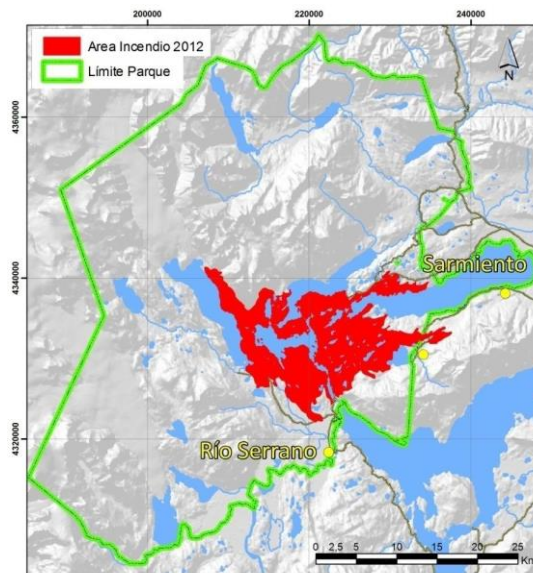 200000 220000 240000
Area Incendio 2012
Límite Parque
N
4360000
4340000
Sarmiento
4320000
Río Serrano
0 2,5 5 10 15 20 25
Km